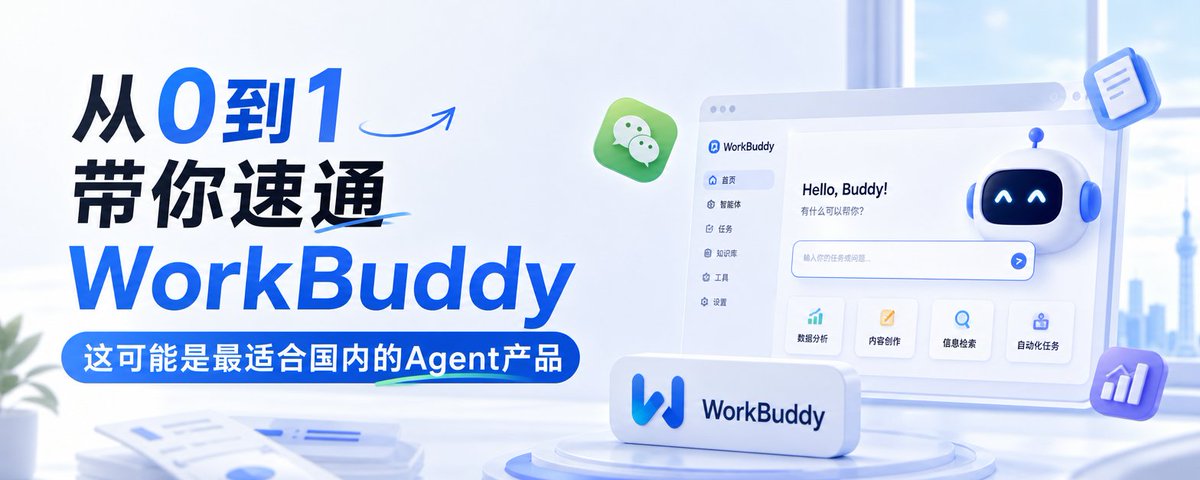 从0到1
带你速通
WorkBuddy
这可能是最适合国内的Agent产品
WorkBuddy
首页
智能体
任务
知识库
工具
设置
Hello, Buddy!
有什么可以帮你?
输入你的任务或问题...
数据分析
内容创作
信息检索
自动化任务
WorkBuddy